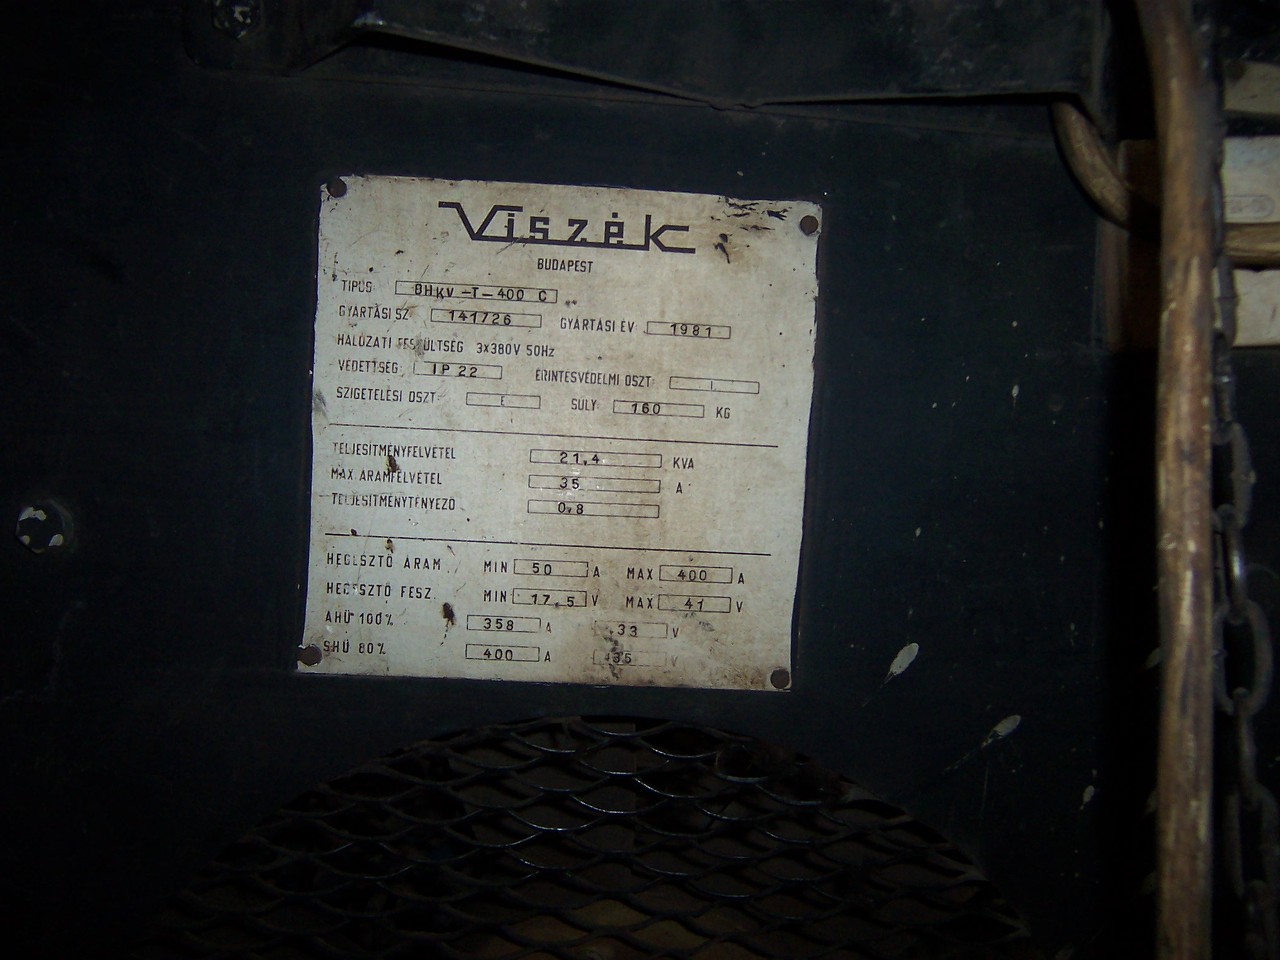 Viszék
BUDAPEST
TIPUS: BHKV-T-400 C
GYÁRTÁSI SZ. 141726 GYÁRTÁSI ÉV: 1981
HÁLÓZATI FESZÜLTSÉG 3x380V 50Hz
VÉDETTSÉG: IP 22 ÉRINTÉSVÉDELMI OSZT: I
SZIGETELÉSI OSZT: E SÚLY: 160 KG
TELJESÍTMÉNYFELVÉTEL 21,4 KVA
MAX ÁRAMFELVÉTEL 35 A
TELJESÍTMÉNYTÉNYEZŐ 0,8
HEGESZTŐ ÁRAM MIN 50 A MAX 400 A
HEGESZTŐ FESZ. MIN 17,5 V MAX 41 V
ÁHÜ 100% 358 A 33 V
SHÜ 80% 400 A 35 V